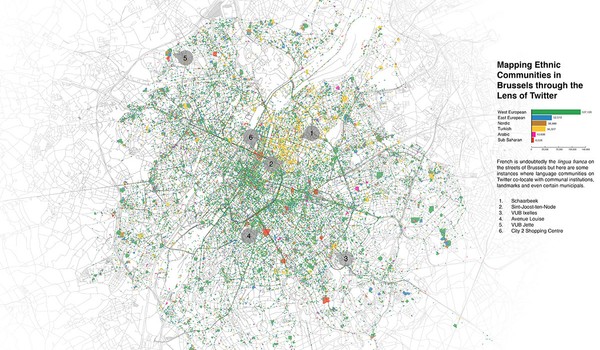 5
6
1
2
4
3
Mapping Ethnic
Communities in
Brussels through the
Lens of Twitter
West European
East European
Nordic
Turkish
Arabic
Sub Saharan
French is undoubtedly the lingua franca on
the streets of Brussels but here are some
instances where language communities on
Twitter co-locate with communal institutions,
landmarks and even certain municipals.
1. Schaarbeek
2. Sint-Joost-ten-Node
3. VUB Ixelles
4. Avenue Louise
5. VUB Jette
6. City 2 Shopping Centre